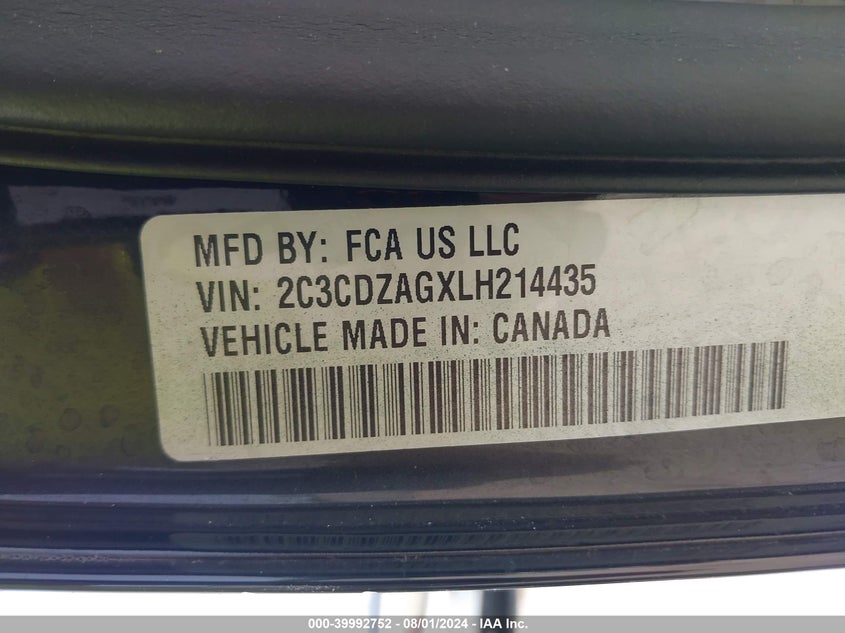 MFD BY: FCA US LLC
VIN: 2C3CDZAGXLH214435
VEHICLE MADE IN: CANADA
000-39992752 - 08/01/2024 - IAA Inc.